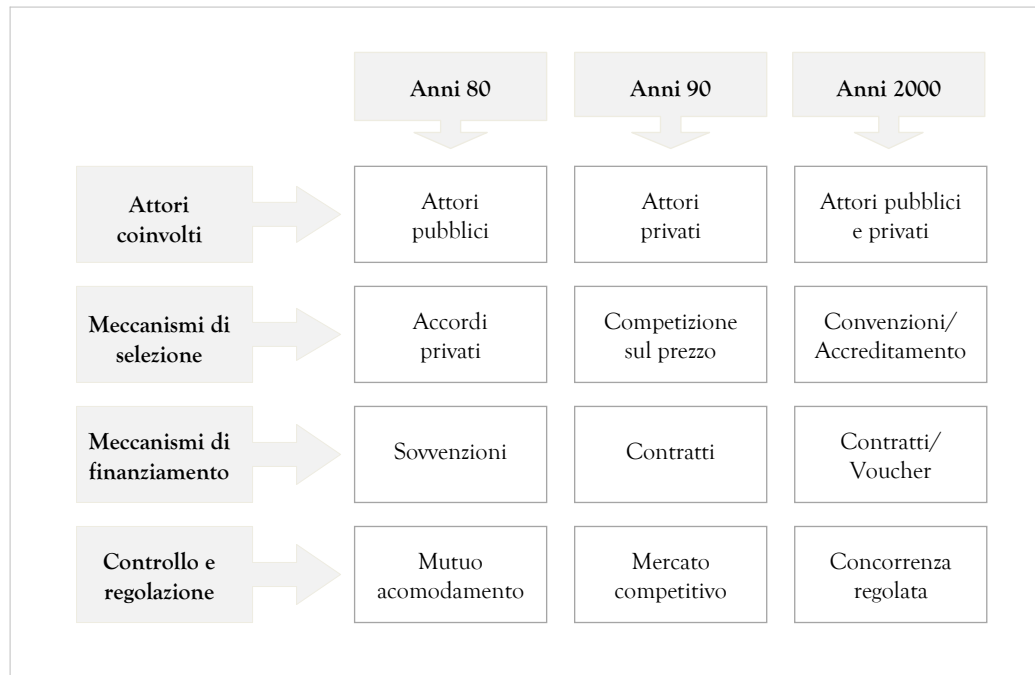 Anni 80
Anni 90
Anni 2000
Attori
coinvolti
Attori
pubblici
Attori
privati
Attori pubblici
e privati
Meccanismi di
selezione
Accordi
privati
Competizione
sul prezzo
Convenzioni/
Accreditamento
Meccanismi di
finanziamento
Sovvenzioni
Contratti
Contratti/
Voucher
Controllo e
regolazione
Mutuo
acomodamento
Mercato
competitivo
Concorrenza
regolata